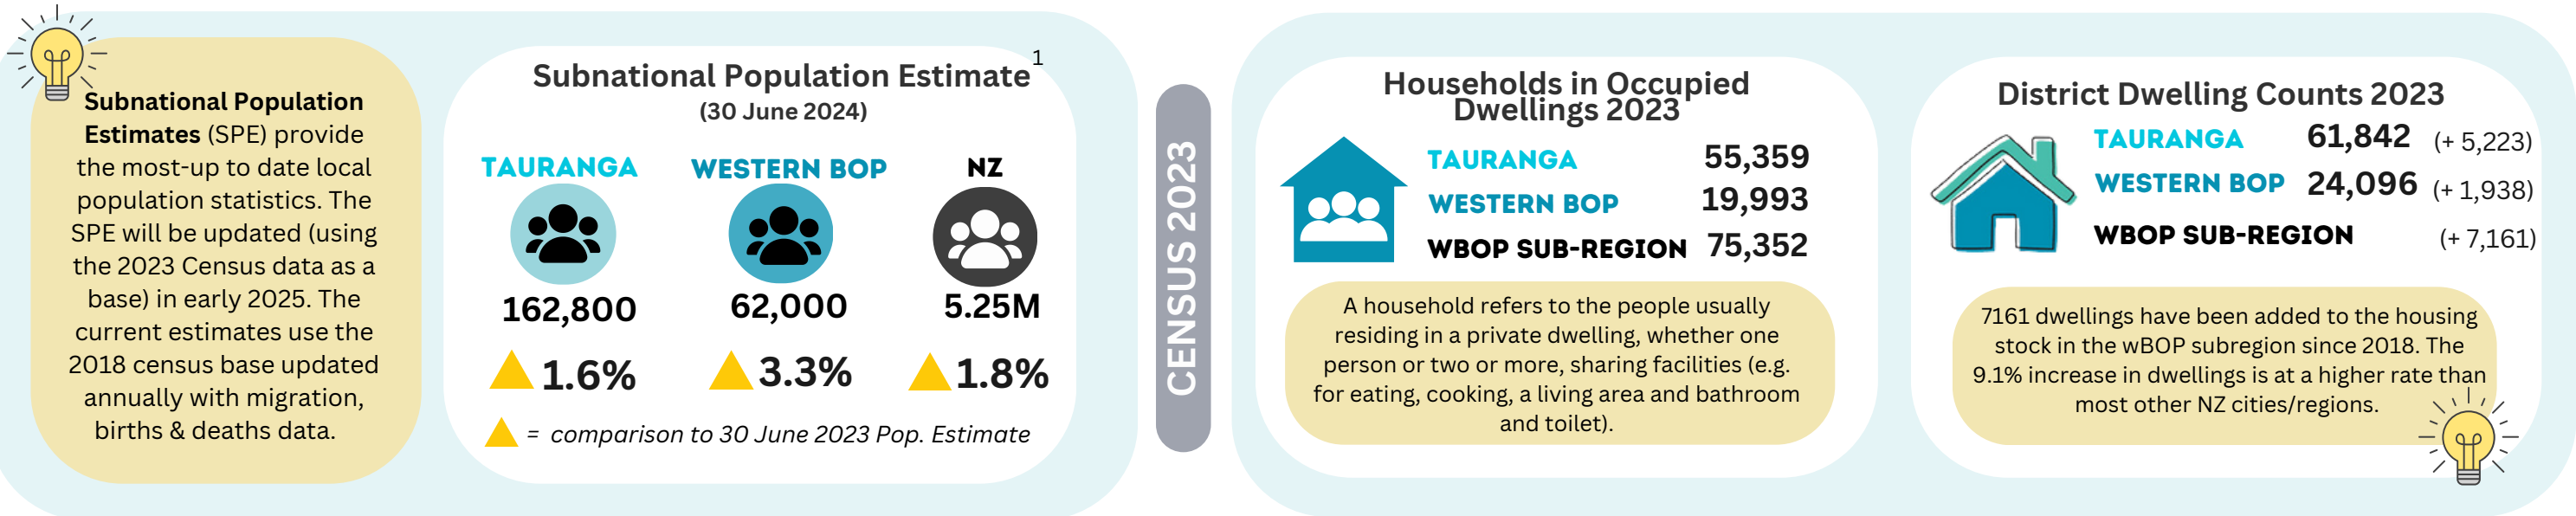 Subnational Population
Estimates (SPE) provide
the most-up to date local
population statistics. The
SPE will be updated (using
the 2023 Census data as a
base) in early 2025. The
current estimates use the
2018 census base updated
annually with migration,
births & deaths data.
Subnational Population Estimate 1
(30 June 2024)
TAURANGA WESTERN BOP NZ
162,800 62,000 5.25M
1.6% 3.3% 1.8%
= comparison to 30 June 2023 Pop. Estimate
CENSUS 2023
Households in Occupied
Dwellings 2023
TAURANGA 55,359
WESTERN BOP 19,993
WBOP SUB-REGION 75,352
A household refers to the people usually
residing in a private dwelling, whether one
person or two or more, sharing facilities (e.g.
for eating, cooking, a living area and bathroom
and toilet).
District Dwelling Counts 2023
TAURANGA 61,842 (+ 5,223)
WESTERN BOP 24,096 (+ 1,938)
WBOP SUB-REGION (+ 7,161)
7161 dwellings have been added to the housing
stock in the wBOP subregion since 2018. The
9.1% increase in dwellings is at a higher rate than
most other NZ cities/regions.